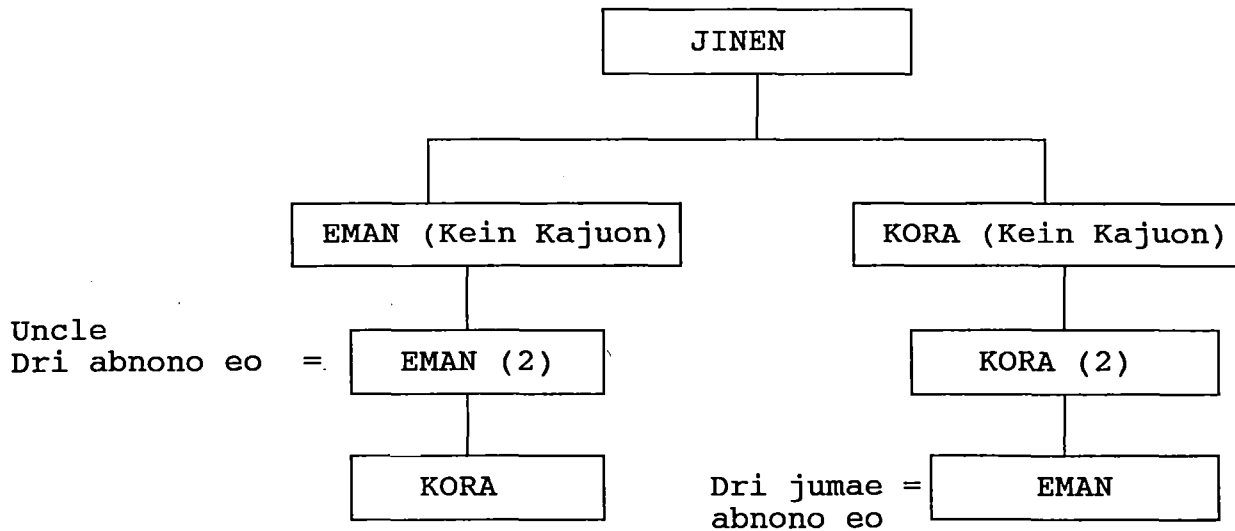 JINEN
EMAN (Kein Kajuon) KORA (Kein Kajuon)
Uncle
Dri abnono eo = EMAN (2) KORA (2)
KORA Dri jumae = EMAN
abnono eo